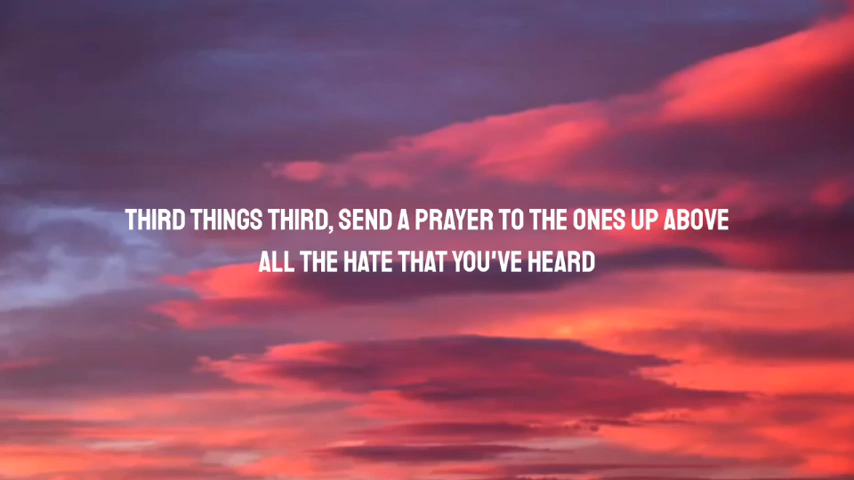 THIRD THINGS THIRD, SEND A PRAYER TO THE ONES UP ABOVE
ALL THE HATE THAT YOU'VE HEARD